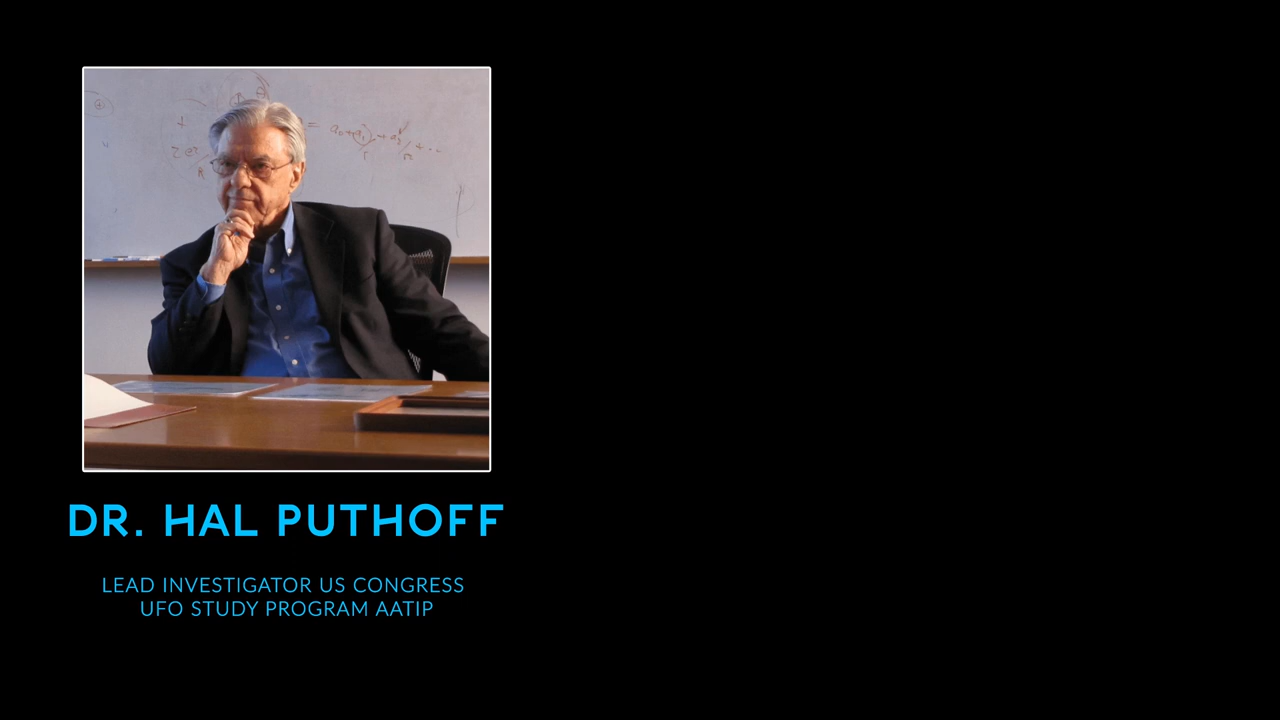 DR. HAL PUTHOFF
LEAD INVESTIGATOR US CONGRESS
UFO STUDY PROGRAM AATIP